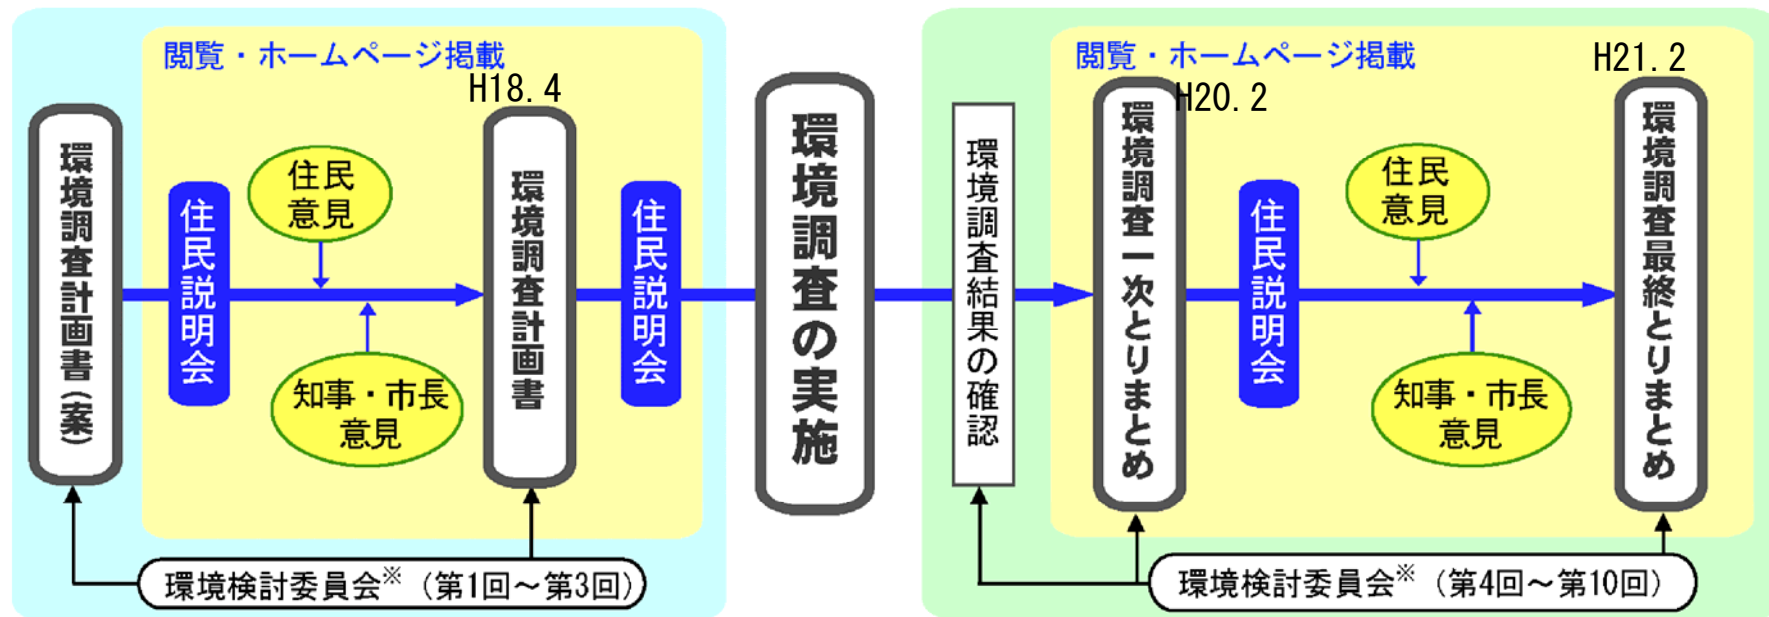 閲覧・ホームページ掲載
H18.4
環境調査計画書(案)
住民説明会
住民
意見
知事・市長
意見
環境調査計画書
住民説明会
環境検討委員会※(第1回～第3回)
環境調査の実施
閲覧・ホームページ掲載
H20.2
H21.2
環境調査結果の確認
環境調査一次とりまとめ
住民説明会
住民
意見
知事・市長
意見
環境調査最終とりまとめ
環境検討委員会※(第4回～第10回)